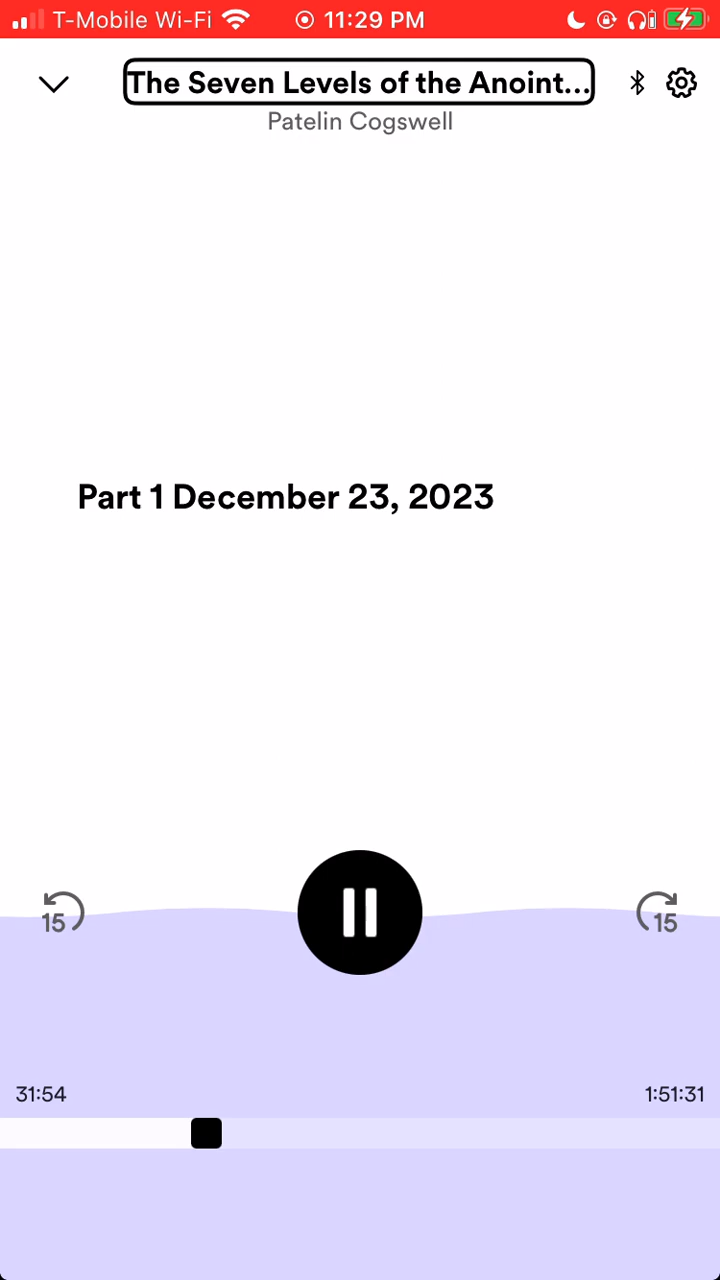 T-Mobile Wi-Fi 11:29 PM
The Seven Levels of the Anoint...
Patelin Cogswell
Part 1 December 23, 2023
15 15
31:54 1:51:31